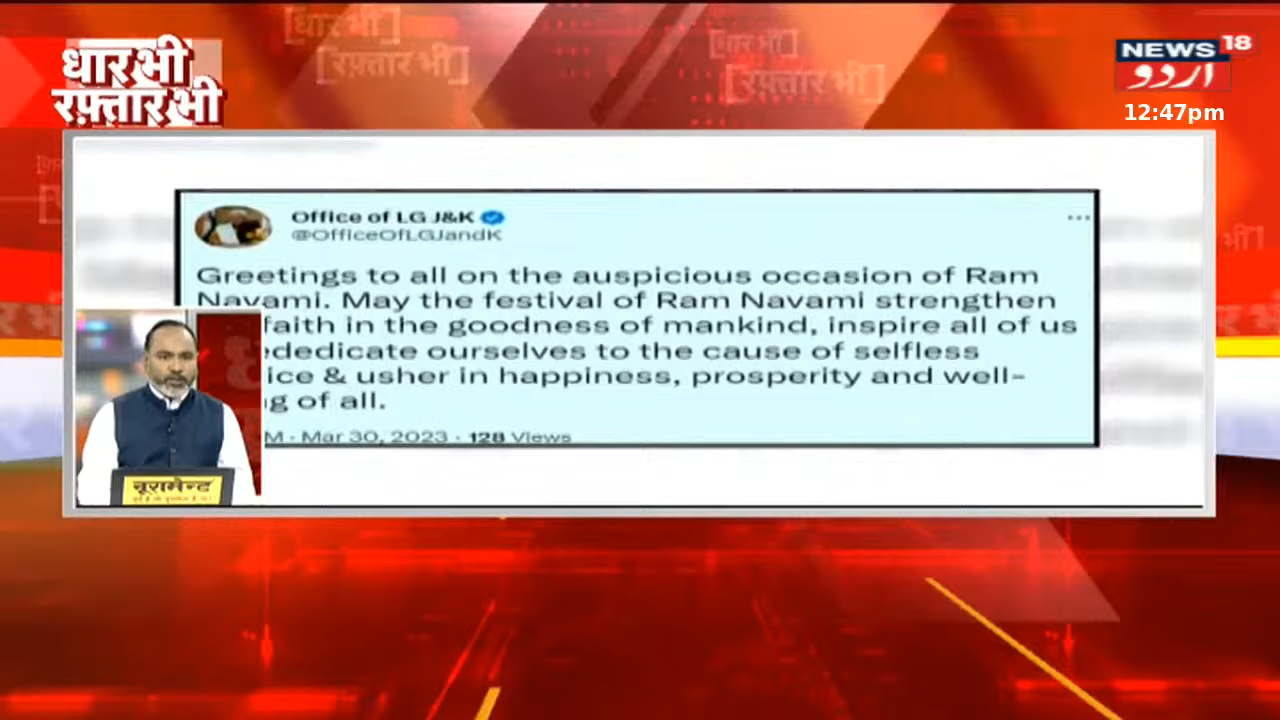 [धार भी]
[रफ़्तार भी]
[धार भी]
[रफ़्तार भी]
धार भी
रफ़्तार भी
NEWS 18
اردو
12:47pm
Office of LG J&K
@OfficeOfLGJandK
Greetings to all on the auspicious occasion of Ram
Navami. May the festival of Ram Navami strengthen
faith in the goodness of mankind, inspire all of us
ededicate ourselves to the cause of selfless
ice & usher in happiness, prosperity and well-
g of all.
M · Mar 30, 2023 · 128 Views
नूरामेन्ट